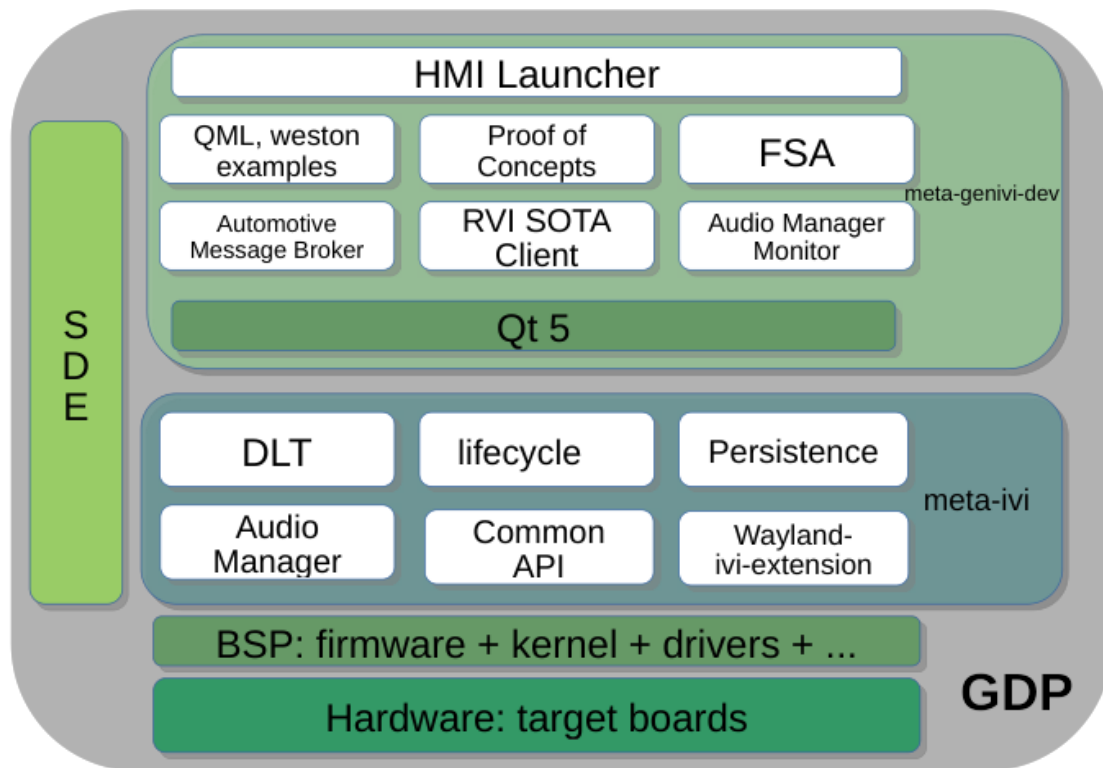 HMI Launcher
QML, weston
examples
Proof of
Concepts
FSA
meta-genivi-dev
Automotive
Message Broker
RVI SOTA
Client
Audio Manager
Monitor
Qt 5
S
D
E
DLT
lifecycle
Persistence
meta-ivi
Audio
Manager
Common
API
Wayland-
ivi-extension
BSP: firmware + kernel + drivers + ...
GDP
Hardware: target boards